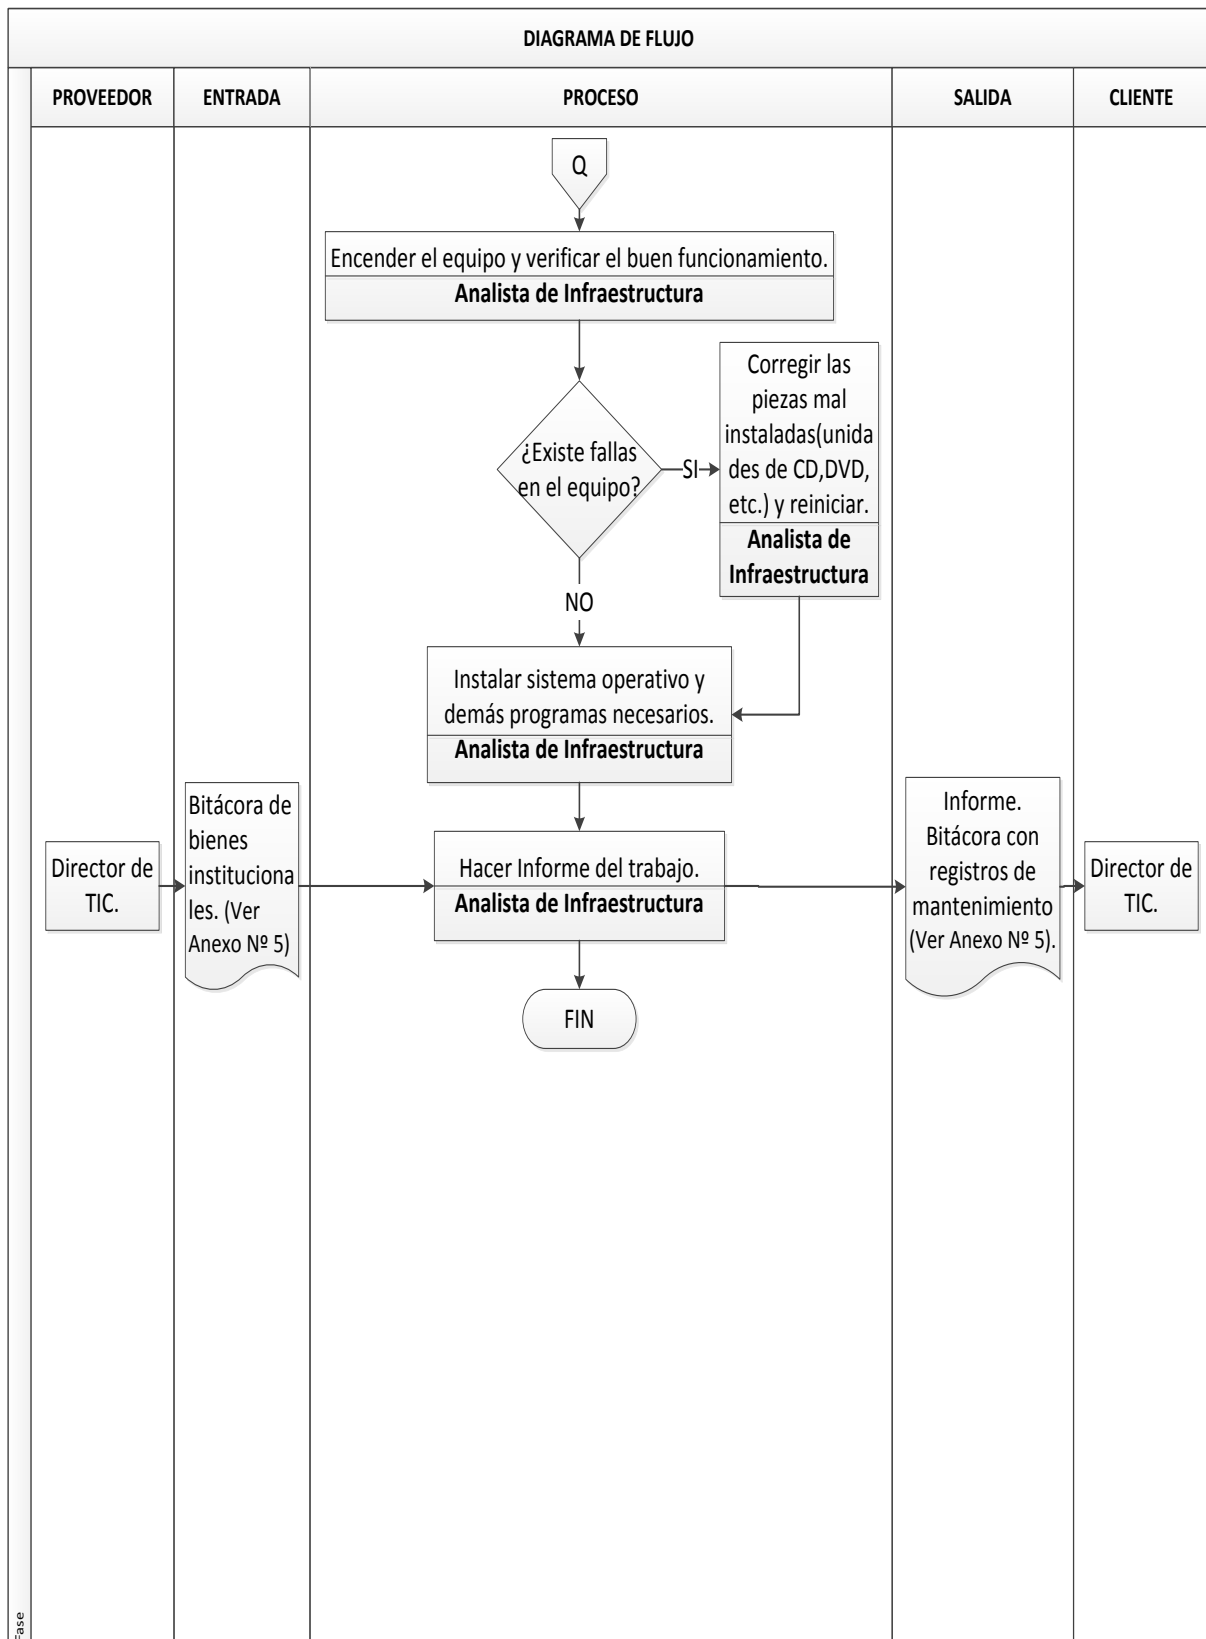 DIAGRAMA DE FLUJO
PROVEEDOR
ENTRADA
PROCESO
SALIDA
CLIENTE
Q
Encender el equipo y verificar el buen funcionamiento.
Analista de Infraestructura
¿Existe fallas
en el equipo?
SI
Corregir las
piezas mal
instaladas(unida
des de CD,DVD,
etc.) y reiniciar.
Analista de
Infraestructura
NO
Instalar sistema operativo y
demás programas necesarios.
Analista de Infraestructura
Director de
TIC.
Bitácora de
bienes
instituciona
les. (Ver
Anexo Nº 5)
Hacer Informe del trabajo.
Analista de Infraestructura
Informe.
Bitácora con
registros de
mantenimiento
(Ver Anexo Nº 5).
Director de
TIC.
FIN
Fase